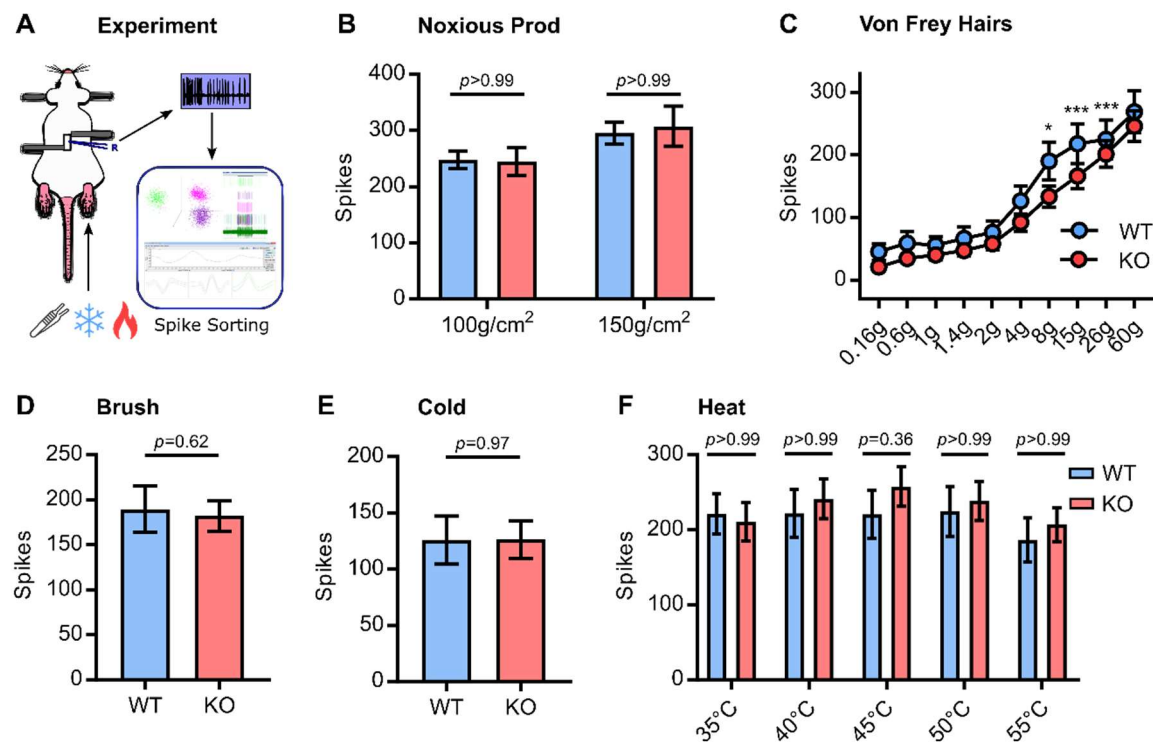 A Experiment
R
Spike Sorting
B Noxious Prod
Spikes
400
300
200
100
0
p>0.99
p>0.99
100g/cm²
150g/cm²
C Von Frey Hairs
Spikes
300
200
100
0
*
***
***
WT
KO
0.16g
0.6g
1g
1.4g
2g
4g
8g
15g
26g
60g
D Brush
Spikes
250
200
150
100
50
0
p=0.62
WT
KO
E Cold
Spikes
200
150
100
50
0
p=0.97
WT
KO
F Heat
Spikes
300
200
100
0
p>0.99
p>0.99
p=0.36
p>0.99
p>0.99
WT
KO
35°C
40°C
45°C
50°C
55°C